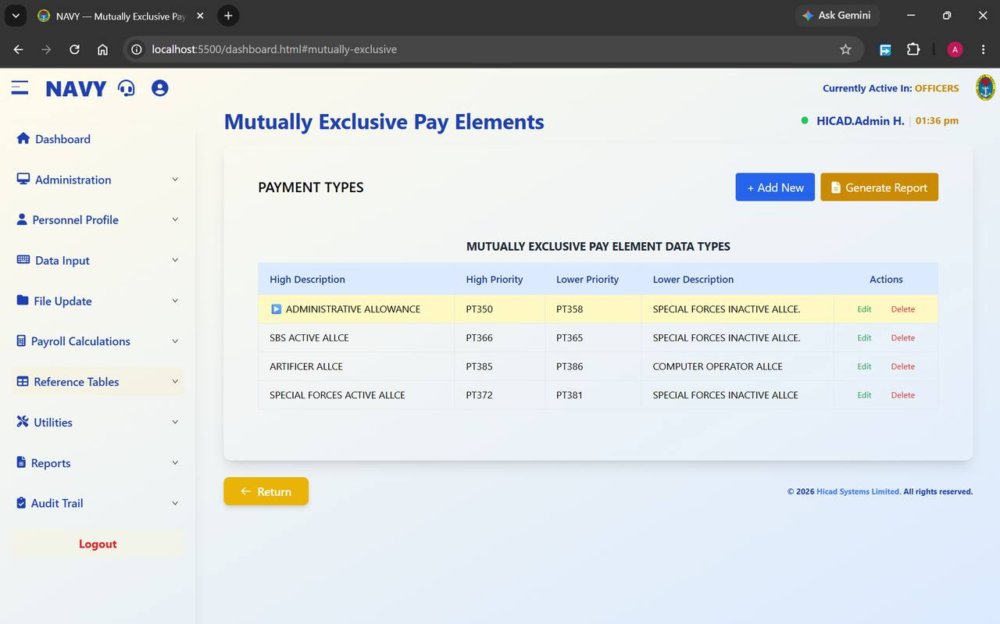 NAVY — Mutually Exclusive Pay
Ask Gemini
localhost:5500/dashboard.html#mutually-exclusive
A
NAVY
Currently Active In: OFFICERS
Mutually Exclusive Pay Elements
HICAD.Admin H. | 01:36 pm
Dashboard
Administration
Personnel Profile
Data Input
File Update
Payroll Calculations
Reference Tables
Utilities
Reports
Audit Trail
Logout
PAYMENT TYPES
+ Add New
Generate Report
MUTUALLY EXCLUSIVE PAY ELEMENT DATA TYPES
High Description High Priority Lower Priority Lower Description Actions
ADMINISTRATIVE ALLOWANCE PT350 PT358 SPECIAL FORCES INACTIVE ALLCE. Edit Delete
SBS ACTIVE ALLCE PT366 PT365 SPECIAL FORCES INACTIVE ALLCE. Edit Delete
ARTIFICER ALLCE PT385 PT386 COMPUTER OPERATOR ALLCE Edit Delete
SPECIAL FORCES ACTIVE ALLCE PT372 PT381 SPECIAL FORCES INACTIVE ALLCE Edit Delete
← Return
© 2026 Hicad Systems Limited. All rights reserved.